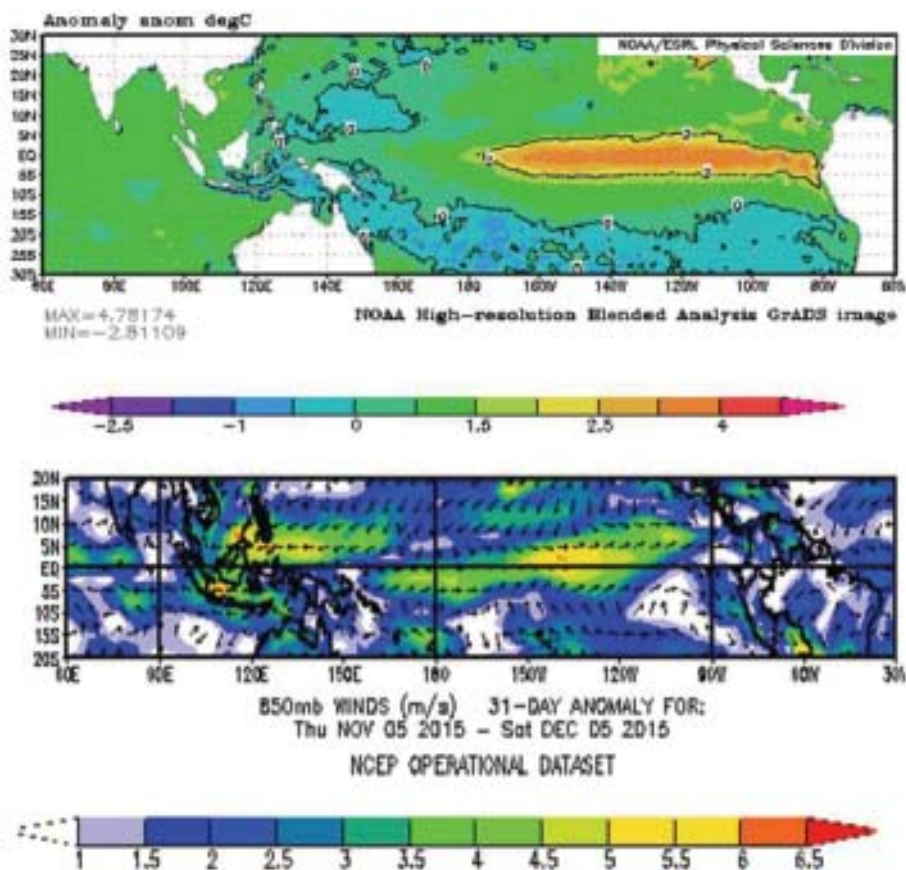 Anomaly anom degC
NOAA/ESRL Physical Sciences Division
30N
25N
20N
15N
10N
5N
EQ
5S
10S
15S
20S
25S
30S
60E 80E 100E 120E 140E 160E 180 160W 140W 120W 100W 80W 60W
MAX=4.78174
MIN=-2.81109
NOAA High-resolution Blended Analysis GrADS image
-2.5 -1 0 1.5 2.5 4
20N
15N
10N
5N
EQ
5S
10S
15S
20S
60E 90E 120E 150E 180 150W 120W 90W 60W 30W
850mb WINDS (m/s) 31-DAY ANOMALY FOR:
Thu NOV 05 2015 – Sat DEC 05 2015
NCEP OPERATIONAL DATASET
1 1.5 2 2.5 3 3.5 4 4.5 5 5.5 6 6.5